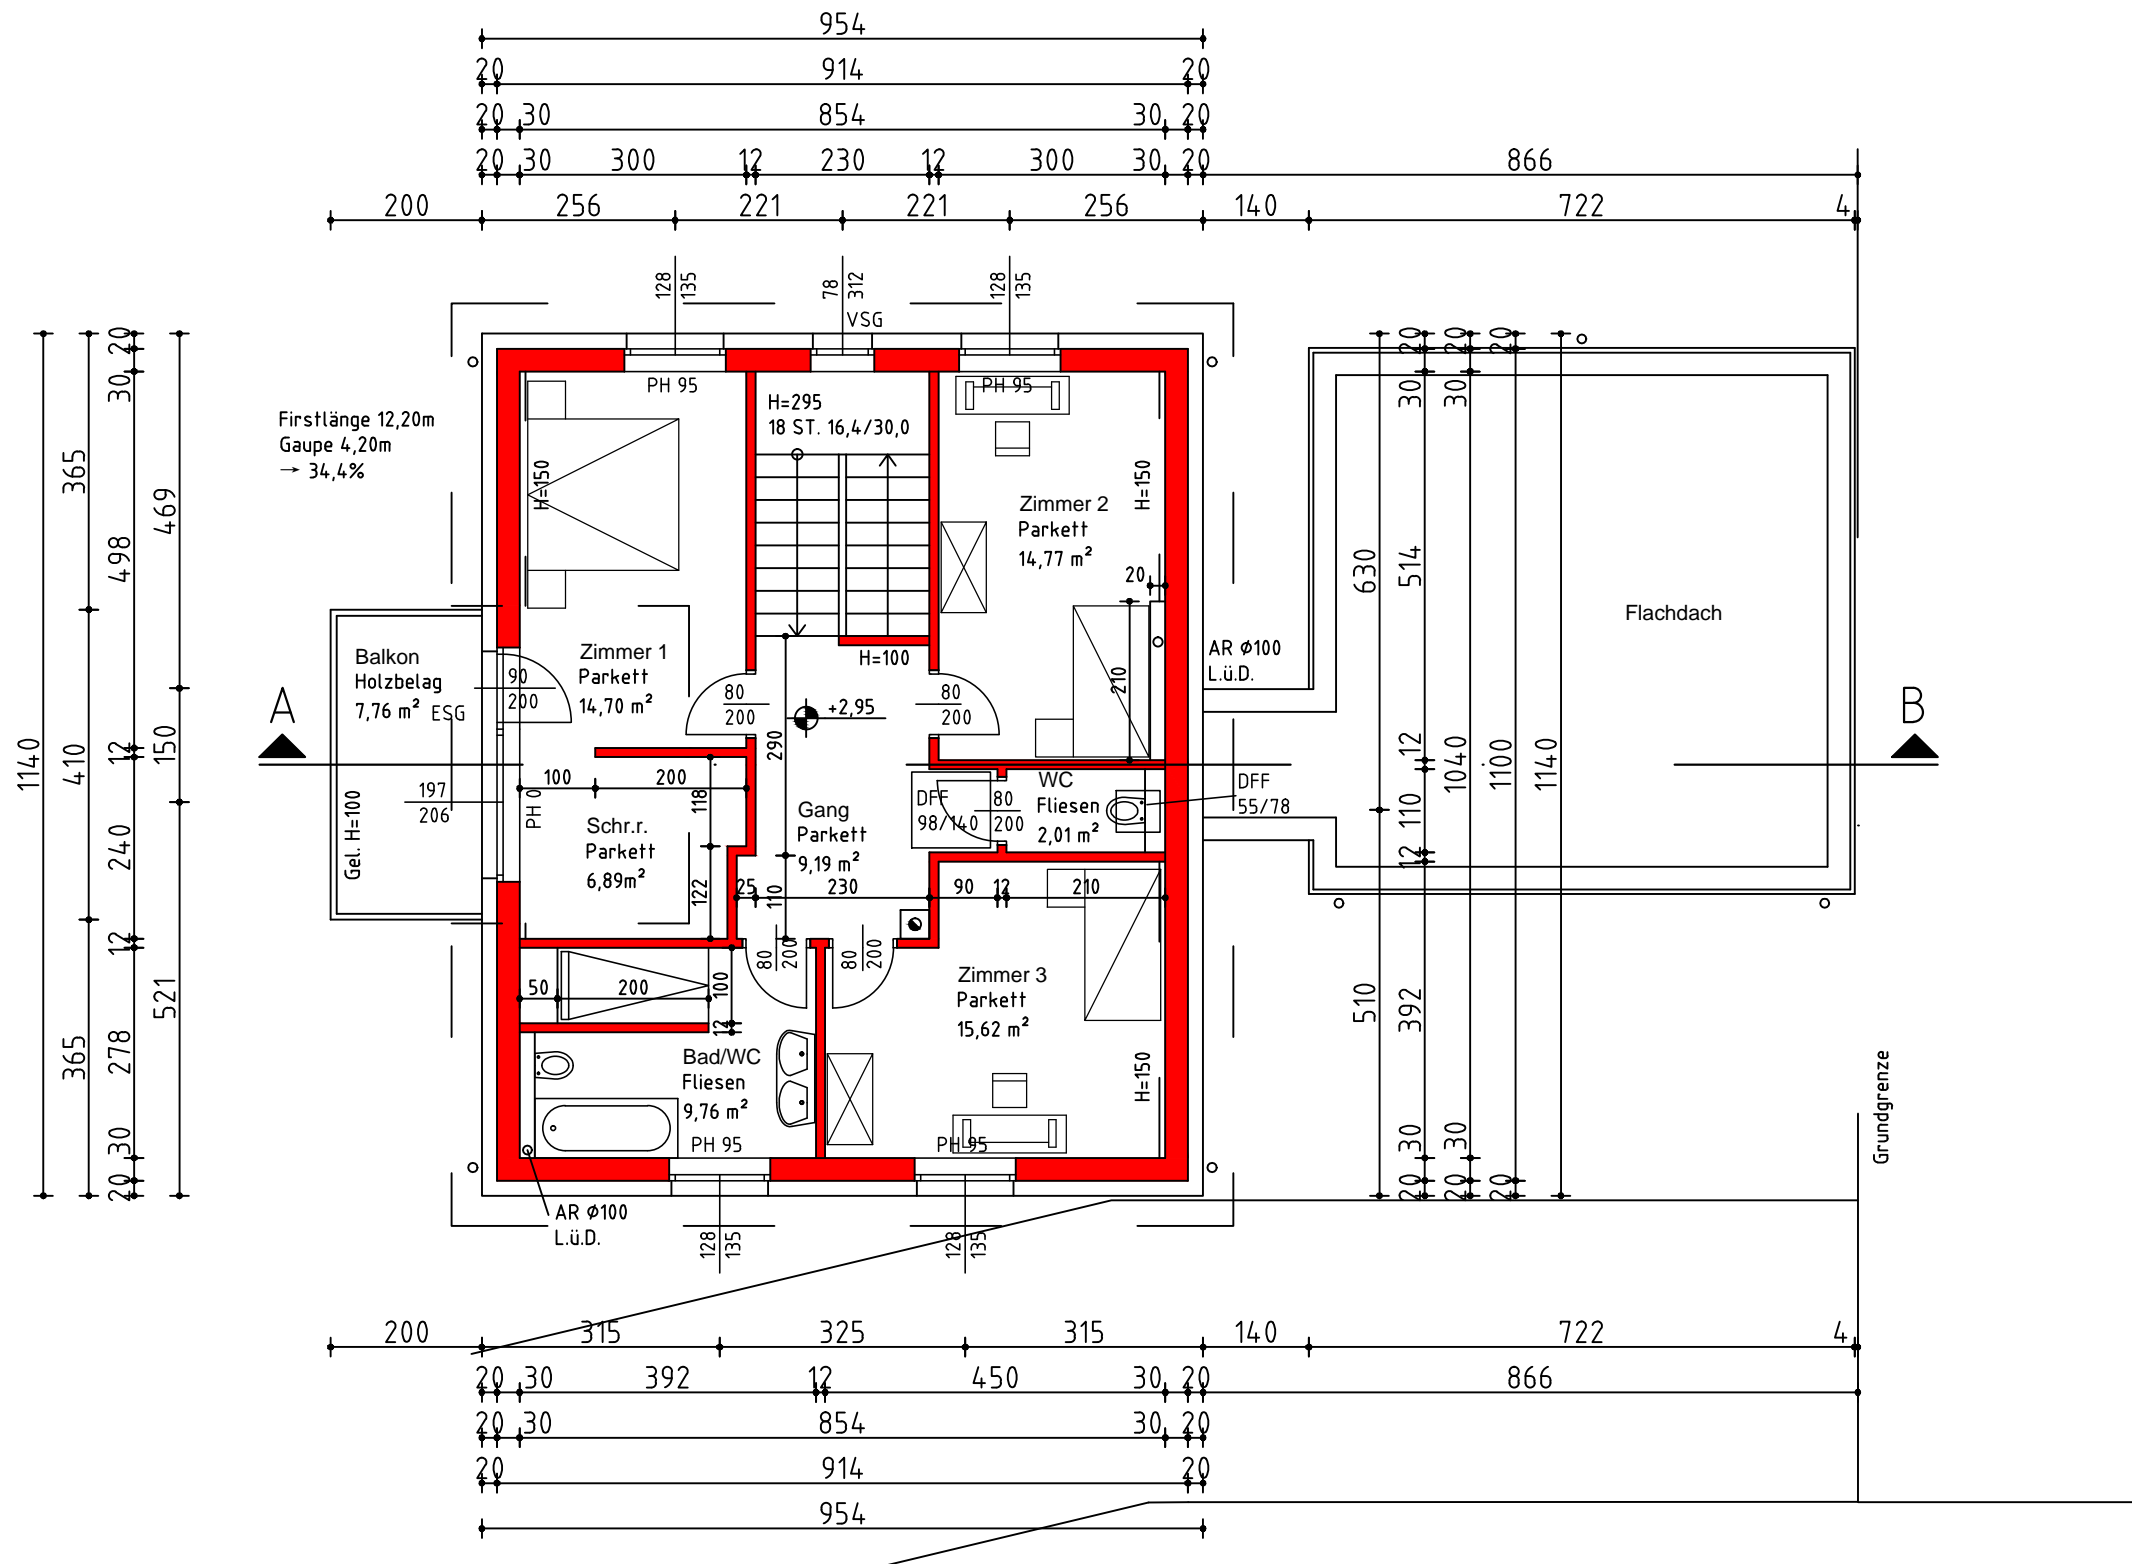 954
20 914 20
20 30 854 30 20
20 30 300 12 230 12 300 30 20 866
200 256 221 221 256 140 722 4
128
135
78
312
128
135
VSG
PH 95
PH 95
Firstlänge 12,20m
Gaupe 4,20m
→ 34,4%
H=295
18 ST. 16,4/30,0
H=150
H=150
Zimmer 2
Parkett
14,77 m²
20
210
Flachdach
Balkon
Holzbelag
7,76 m² ESG
Gel. H=100
90
200
Zimmer 1
Parkett
14,70 m²
80
200
H=100
+2,95
290
80
200
AR Ø100
L.ü.D.
A
B
197
206
PH 0
100 200
118
Schr.r.
Parkett
6,89m²
122
Gang
Parkett
9,19 m²
DFF
98/140
80
200
WC
Fliesen
2,01 m²
DFF
55/78
25 230 90 12 210
110
80
200
80
200
50 200
100
12
Zimmer 3
Parkett
15,62 m²
H=150
Bad/WC
Fliesen
9,76 m²
PH 95
PH 95
AR Ø100
L.ü.D.
128
135
128
135
Grundgrenze
1140
365
410
365
20
30
498
12
240
12
278
30
20
469
150
521
630
510
20
30
514
12
110
12
392
30
20
20
30
1040
30
20
20
1100
20
1140
200 315 325 315 140 722 4
20 30 392 12 450 30 20 866
20 30 854 30 20
20 914 20
954